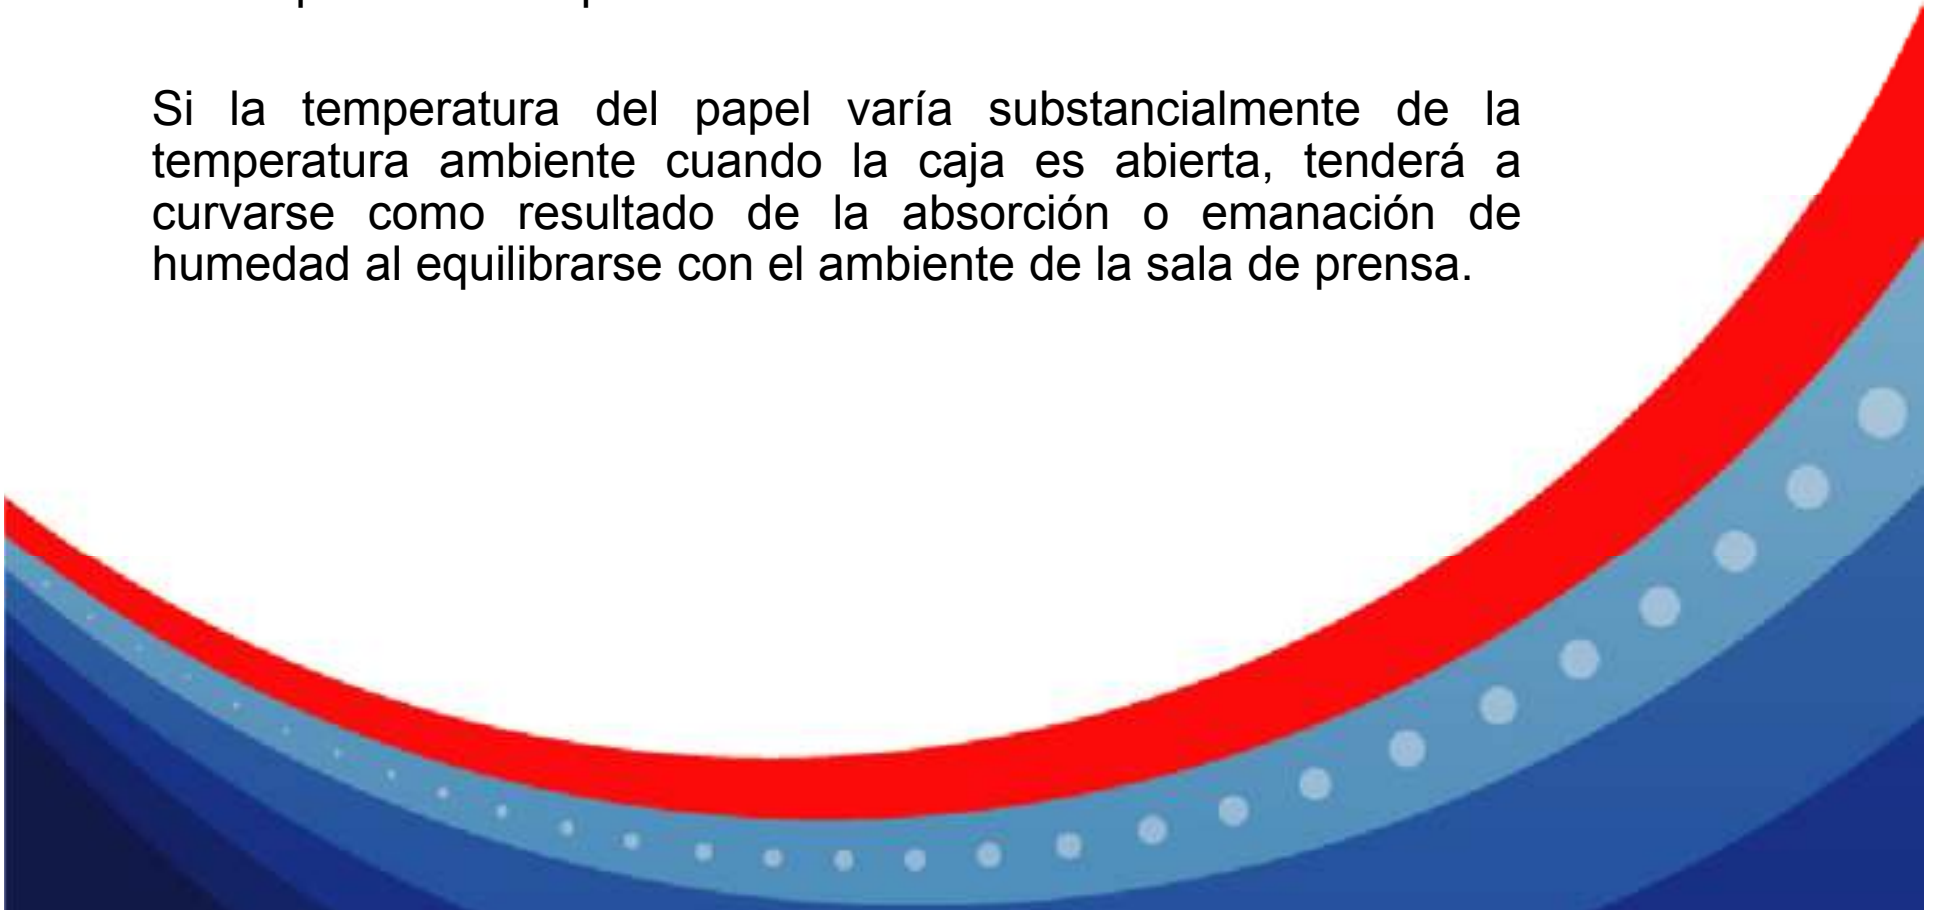 Si la temperatura del papel varía substancialmente de la
temperatura ambiente cuando la caja es abierta, tenderá a
curvarse como resultado de la absorción o emanación de
humedad al equilibrarse con el ambiente de la sala de prensa.